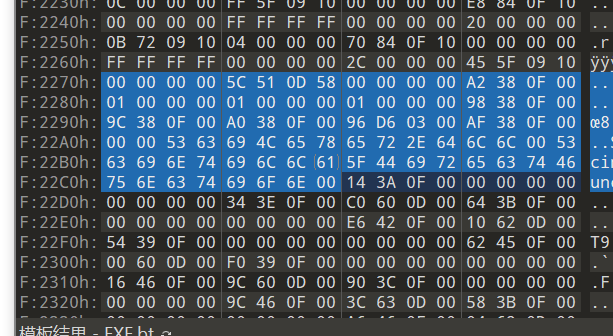 F:2230h: 0C 00 00 00 FF 5F 09 10 00 00 00 00 E8 84 0F 10
F:2240h: 00 00 00 00 FF FF FF FF 00 00 00 00 20 00 00 00 ..
F:2250h: 0B 72 09 10 04 00 00 00 70 84 0F 10 00 00 00 00 .r
F:2260h: FF FF FF FF 00 00 00 00 2C 00 00 00 45 5F 09 10 ÿÿÿ
F:2270h: 00 00 00 00 5C 51 0D 58 00 00 00 00 A2 38 0F 00 ..
F:2280h: 01 00 00 00 01 00 00 00 01 00 00 00 98 38 0F 00 ..
F:2290h: 9C 38 0F 00 A0 38 0F 00 96 D6 03 00 AF 38 0F 00 œ8
F:22A0h: 00 00 53 63 69 4C 65 78 65 72 2E 64 6C 6C 00 53 ..S
F:22B0h: 63 69 6E 74 69 6C 6C 61 5F 44 69 72 65 63 74 46 cin
F:22C0h: 75 6E 63 74 69 6F 6E 00 14 3A 0F 00 00 00 00 00 unc
F:22D0h: 00 00 00 00 34 3E 0F 00 C0 60 0D 00 64 3B 0F 00 ..
F:22E0h: 00 00 00 00 00 00 00 00 E6 42 0F 00 10 62 0D 00 ..
F:22F0h: 54 39 0F 00 00 00 00 00 00 00 00 00 62 45 0F 00 T9
F:2300h: 00 60 0D 00 F0 39 0F 00 00 00 00 00 00 00 00 00 .`
F:2310h: 16 46 0F 00 9C 60 0D 00 90 3C 0F 00 00 00 00 00 .F
F:2320h: 00 00 00 00 9C 46 0F 00 3C 63 0D 00 58 3B 0F 00 ..
模板结果 - EXE.bt